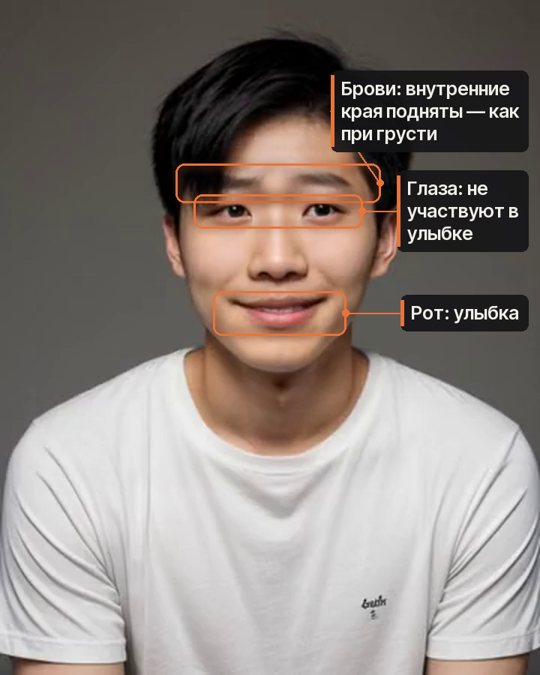 Брови: внутренние
края подняты — как
при грусти
Глаза: не
участвуют в
улыбке
Рот: улыбка